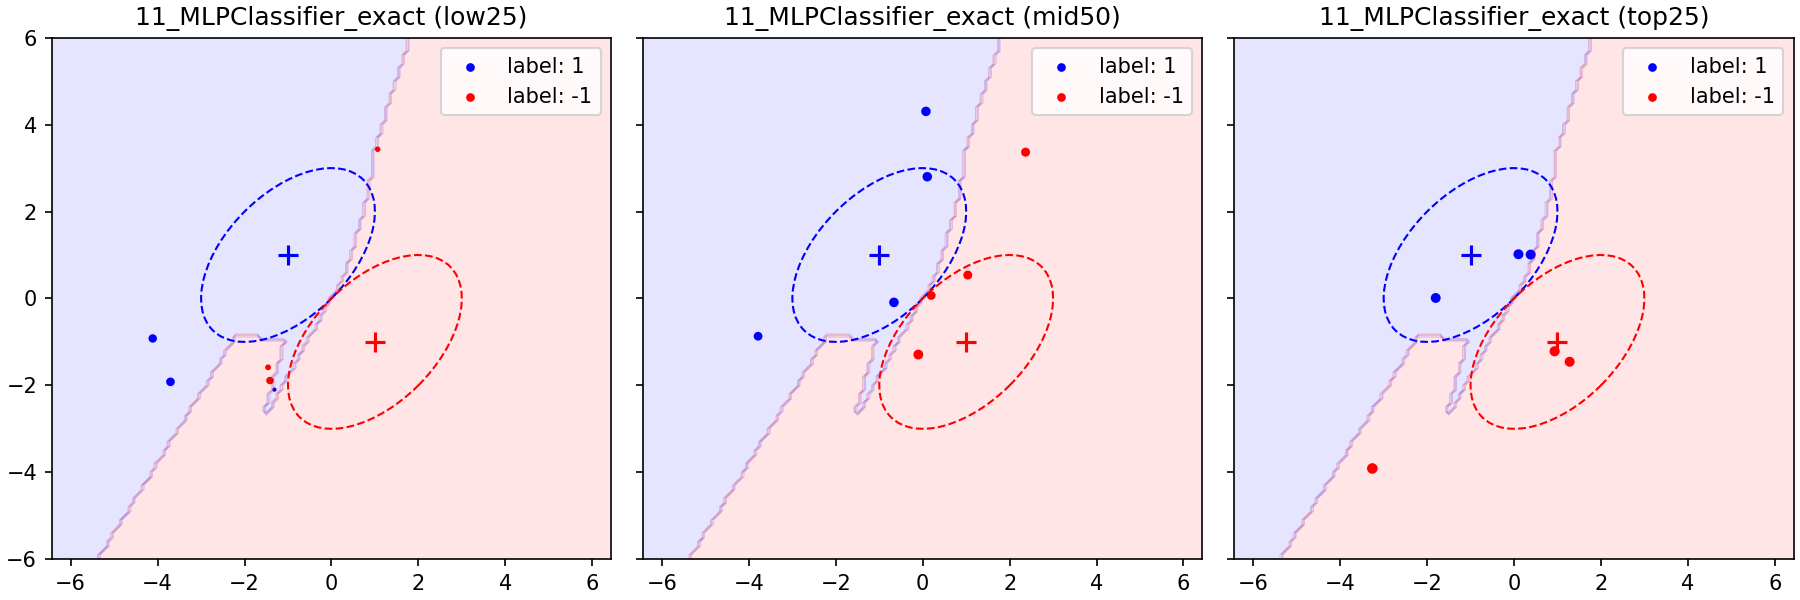 11_MLPClassifier_exact (low25)
11_MLPClassifier_exact (mid50)
11_MLPClassifier_exact (top25)
label: 1
label: -1
label: 1
label: -1
label: 1
label: -1
6
4
2
0
−2
−4
−6
−6 −4 −2 0 2 4 6
−6 −4 −2 0 2 4 6
−6 −4 −2 0 2 4 6